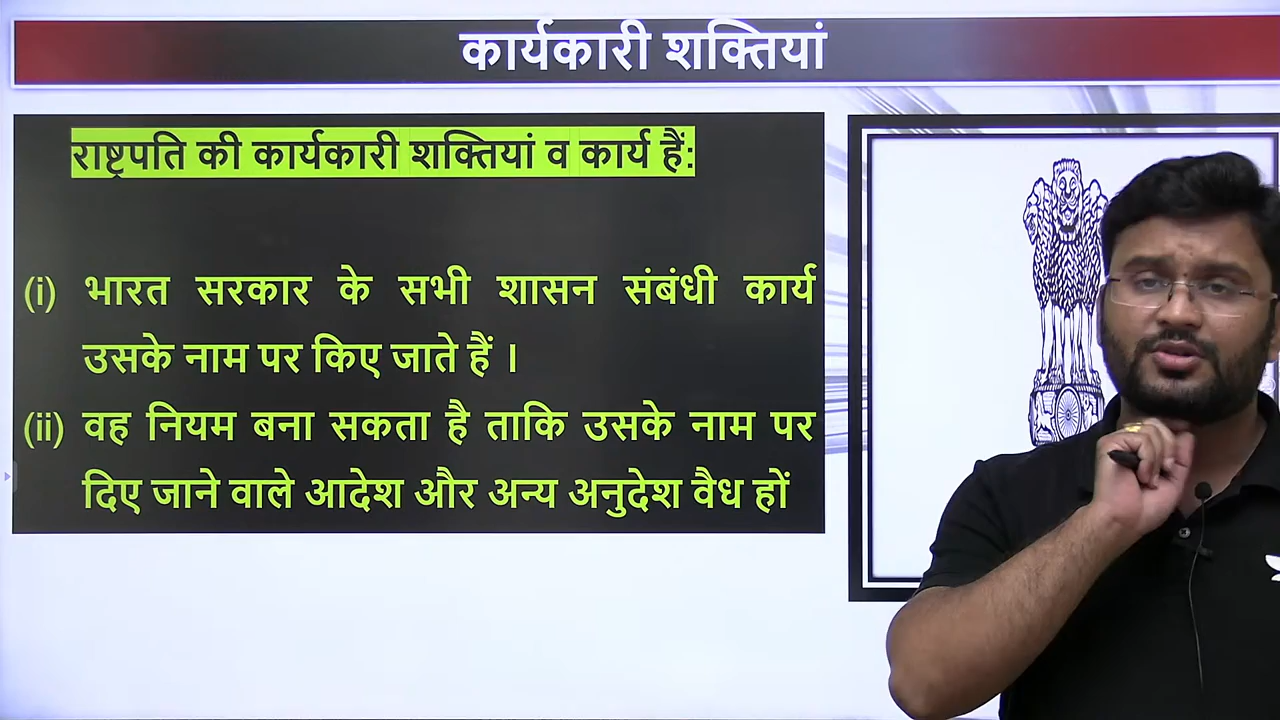 कार्यकारी शक्तियां
राष्ट्रपति की कार्यकारी शक्तियां व कार्य हैं:
(i) भारत सरकार के सभी शासन संबंधी कार्य
उसके नाम पर किए जाते हैं ।
(ii) वह नियम बना सकता है ताकि उसके नाम पर
दिए जाने वाले आदेश और अन्य अनुदेश वैध हों